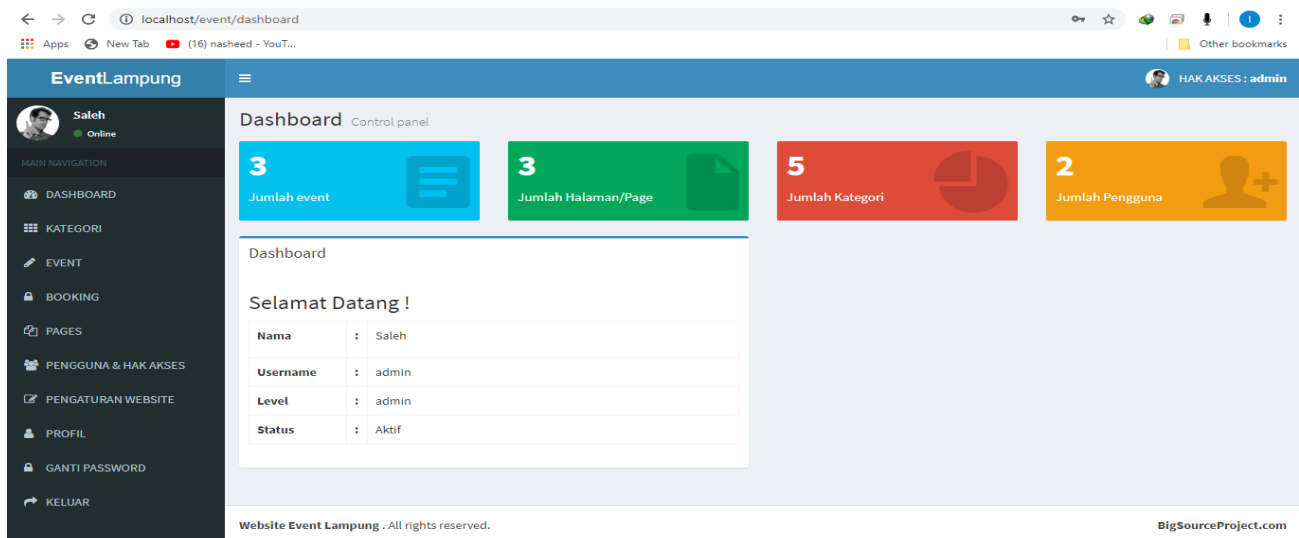 localhost/event/dashboard
Apps New Tab (16) nasheed - YouT... Other bookmarks
EventLampung HAK AKSES : admin
Saleh
Online
MAIN NAVIGATION
DASHBOARD
KATEGORI
EVENT
BOOKING
PAGES
PENGGUNA & HAK AKSES
PENGATURAN WEBSITE
PROFIL
GANTI PASSWORD
KELUAR
Dashboard Control panel
3
Jumlah event
3
Jumlah Halaman/Page
5
Jumlah Kategori
2
Jumlah Pengguna
Dashboard
Selamat Datang !
Nama : Saleh
Username : admin
Level : admin
Status : Aktif
Website Event Lampung . All rights reserved. BigSourceProject.com